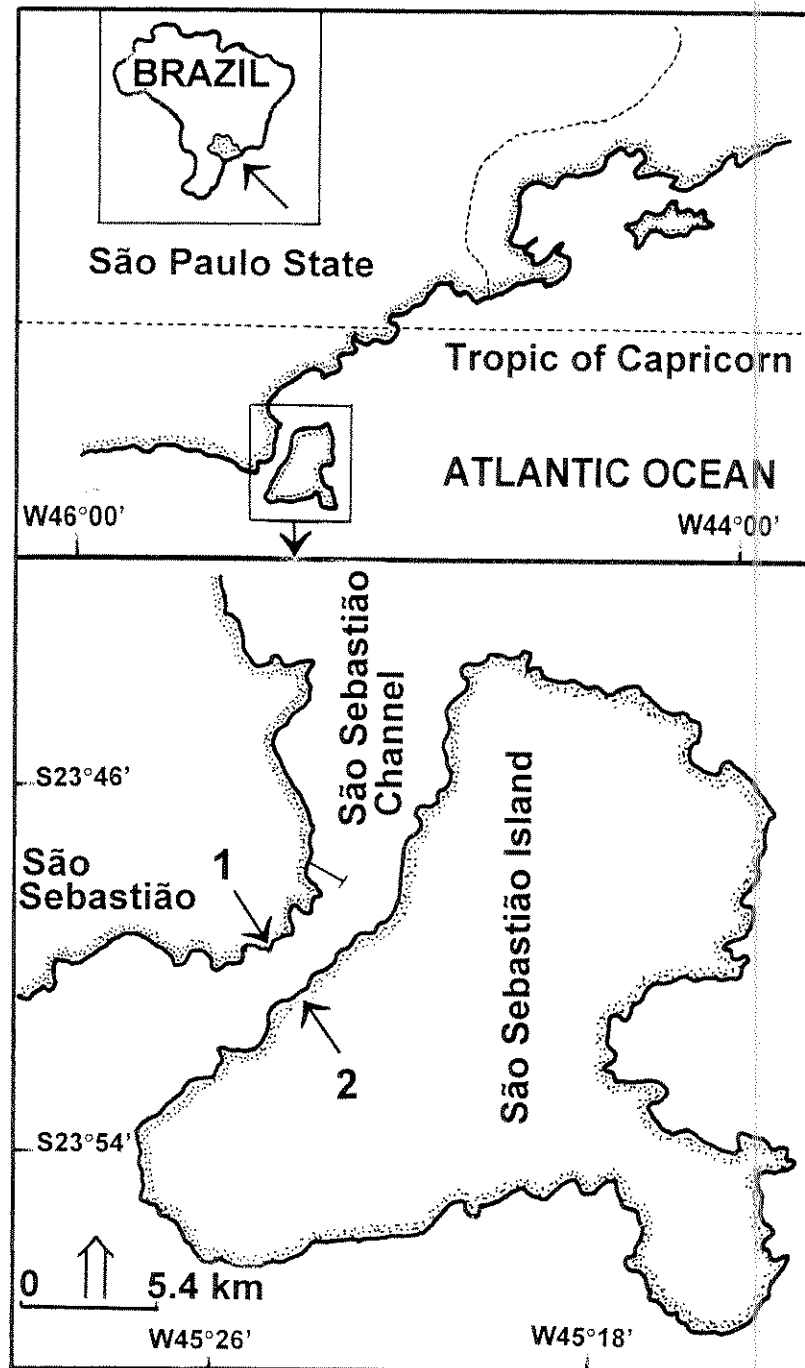 BRAZIL
São Paulo State
Tropic of Capricorn
ATLANTIC OCEAN
W46°00'
W44°00'
São Sebastião
Channel
S23°46'
São
Sebastião
1
São Sebastião Island
2
S23°54'
0
5.4 km
W45°26'
W45°18'